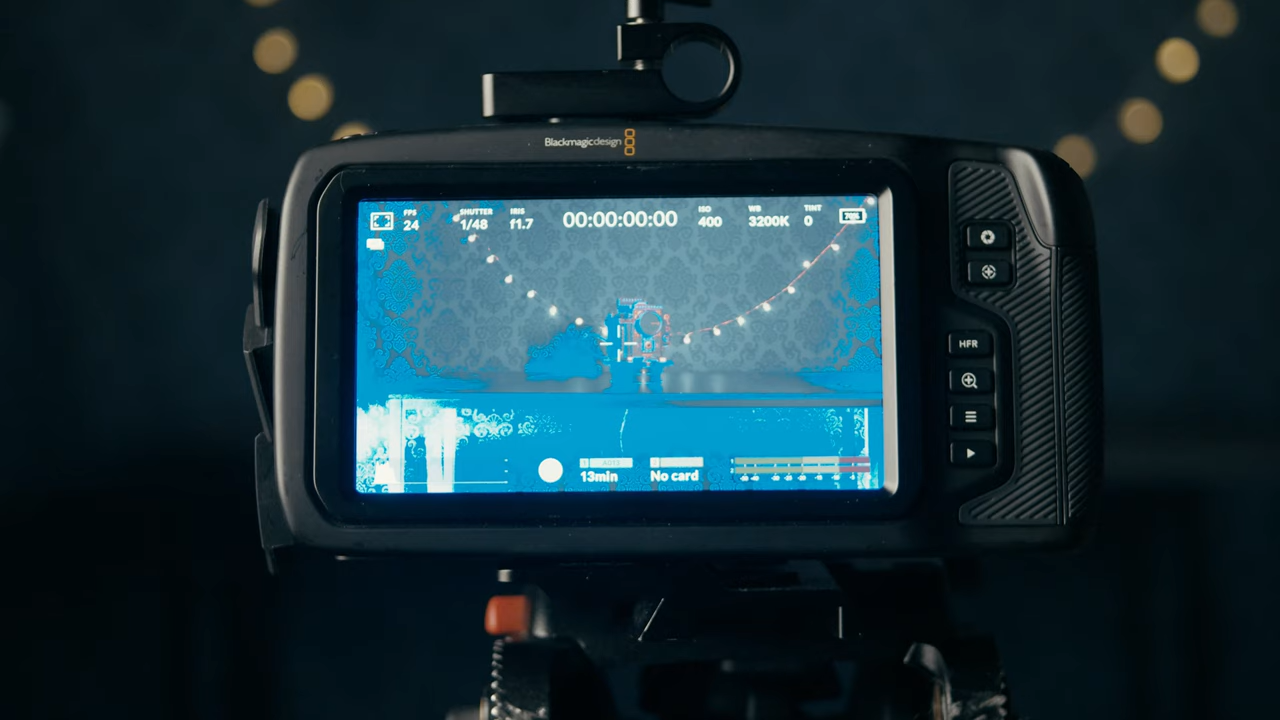 Blackmagicdesign
FPS SHUTTER IRIS 00:00:00:00 ISO WB TINT
24 1/48 f1.7 400 3200K 0 70%
HFR
13min No card